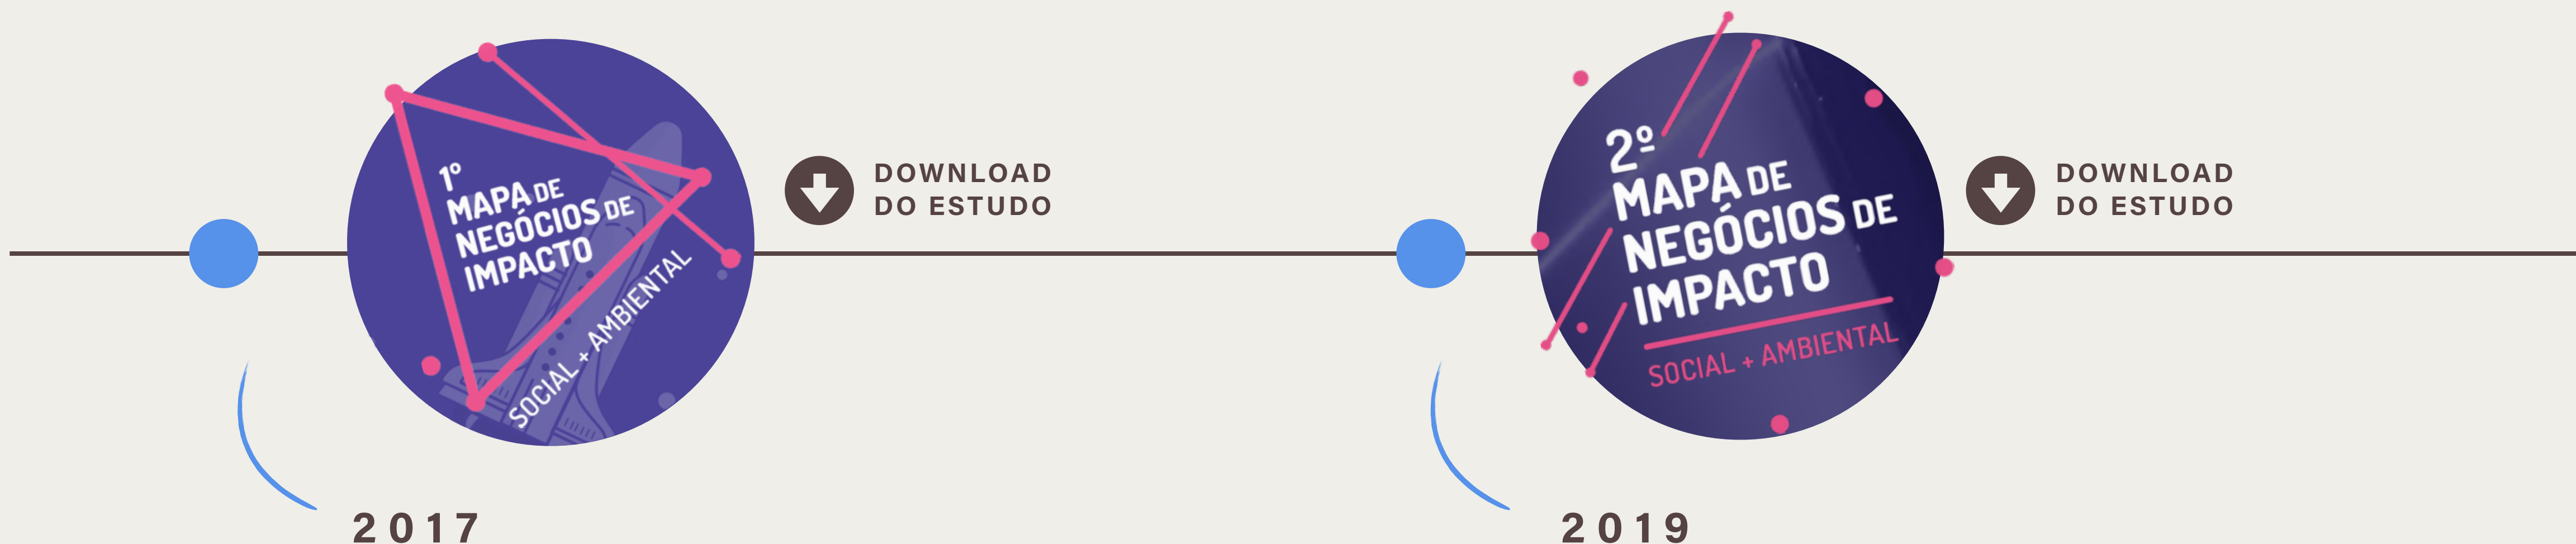 1º
MAPA DE
NEGÓCIOS DE
IMPACTO
SOCIAL + AMBIENTAL
DOWNLOAD
DO ESTUDO
2017
2º
MAPA DE
NEGÓCIOS DE
IMPACTO
SOCIAL + AMBIENTAL
DOWNLOAD
DO ESTUDO
2019